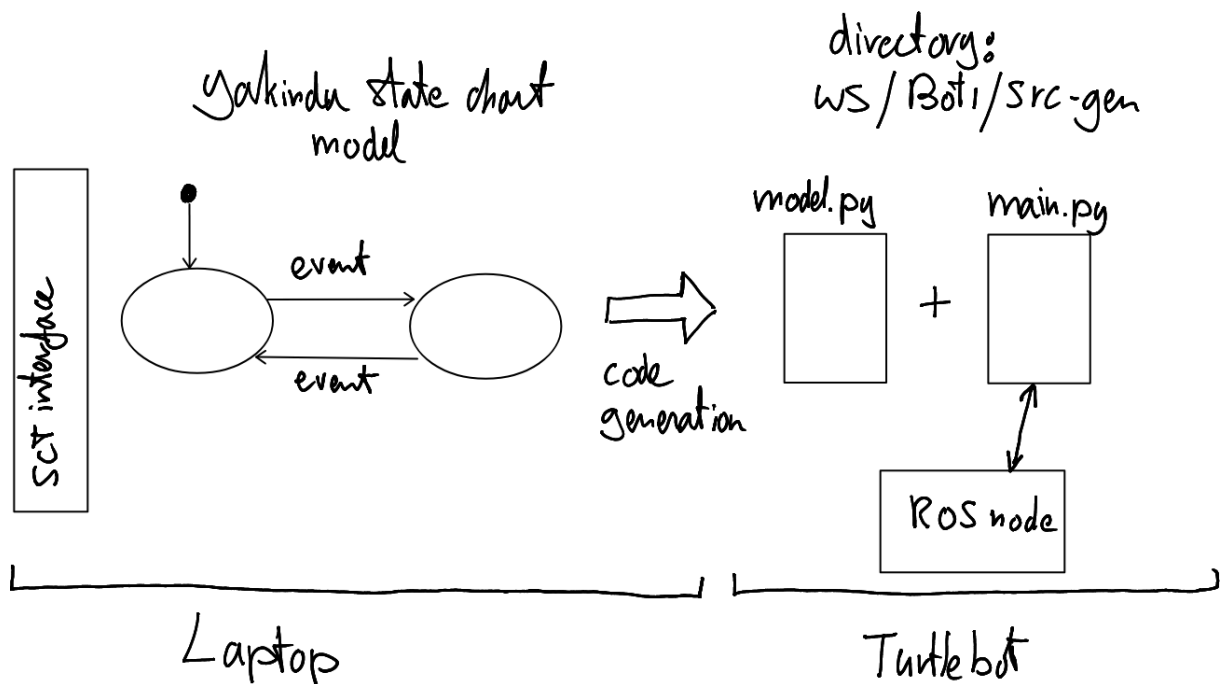 Yakindu state chart
model
directory:
ws/Bot1/src-gen
SCT interface
event
event
code
generation
model.py
+
main.py
ROS node
Laptop
Turtlebot